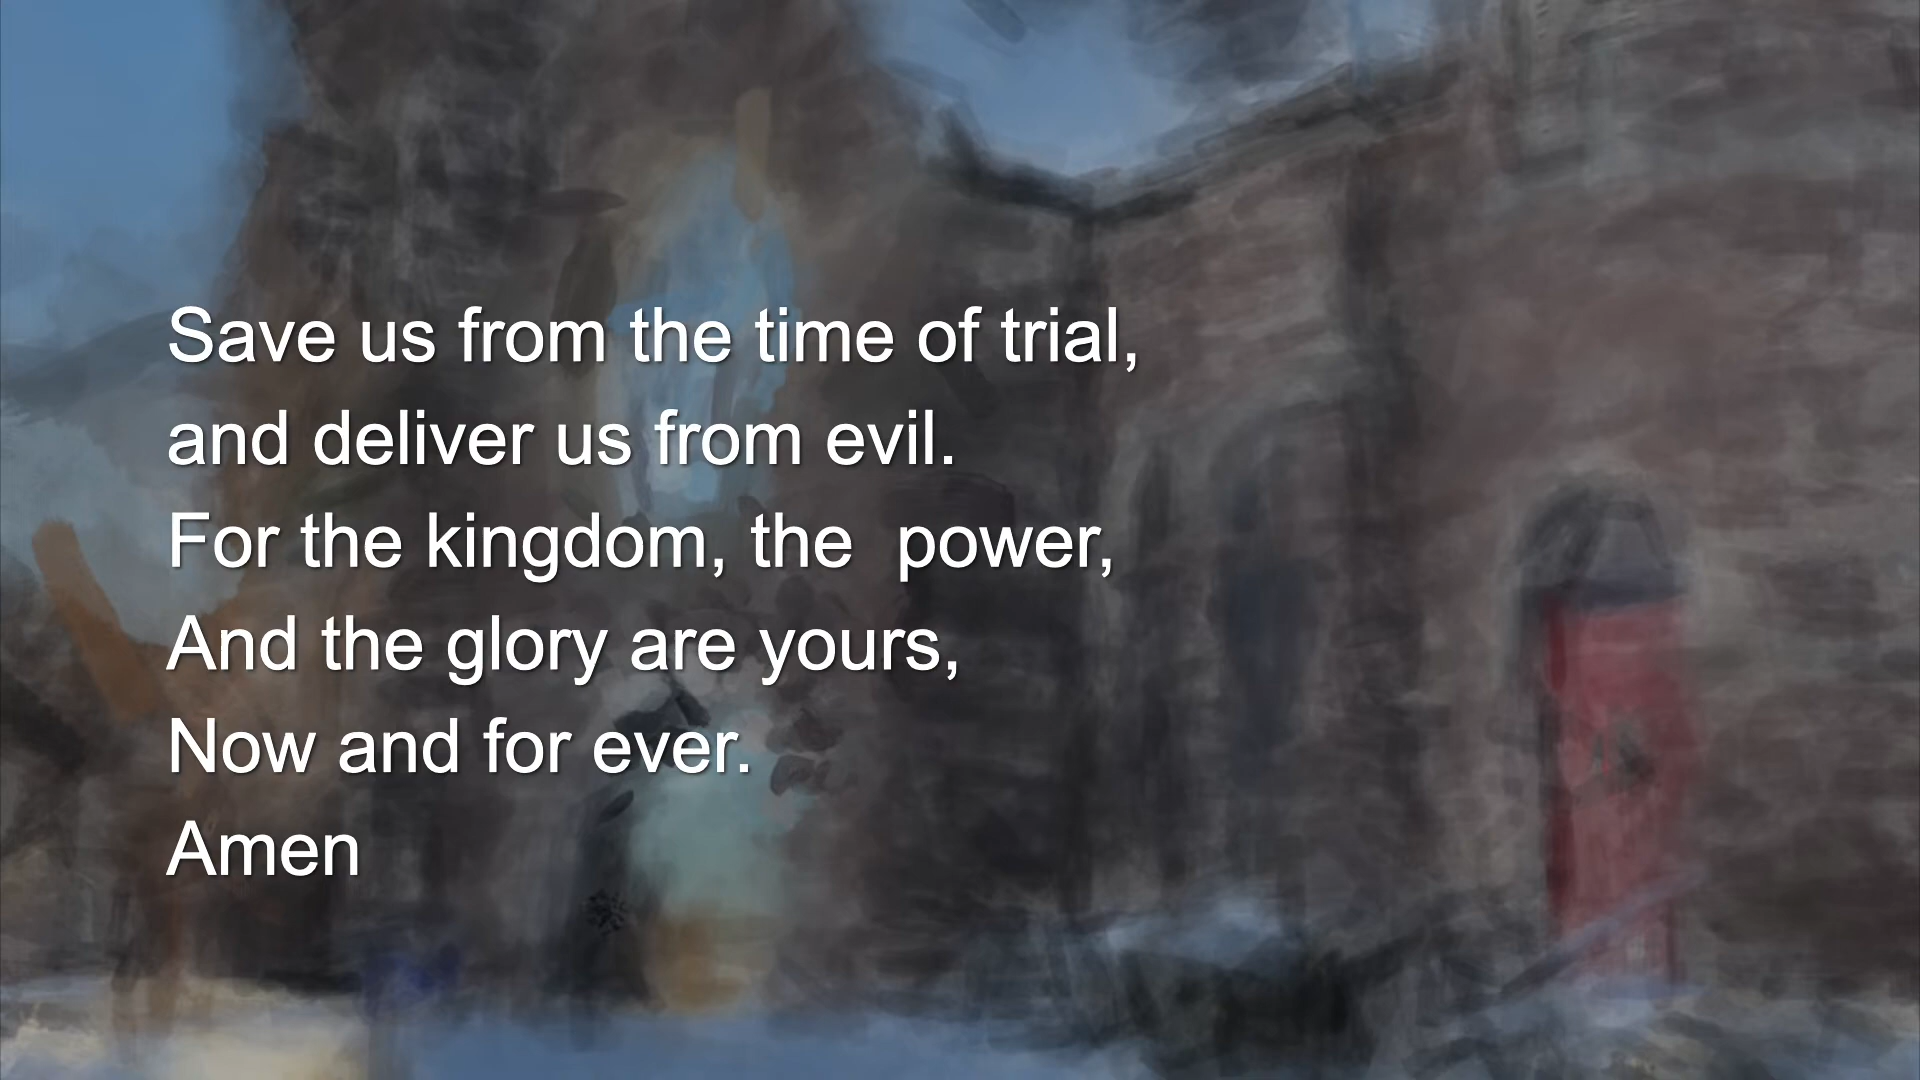 Save us from the time of trial,
and deliver us from evil.
For the kingdom, the  power,
And the glory are yours,
Now and for ever.
Amen